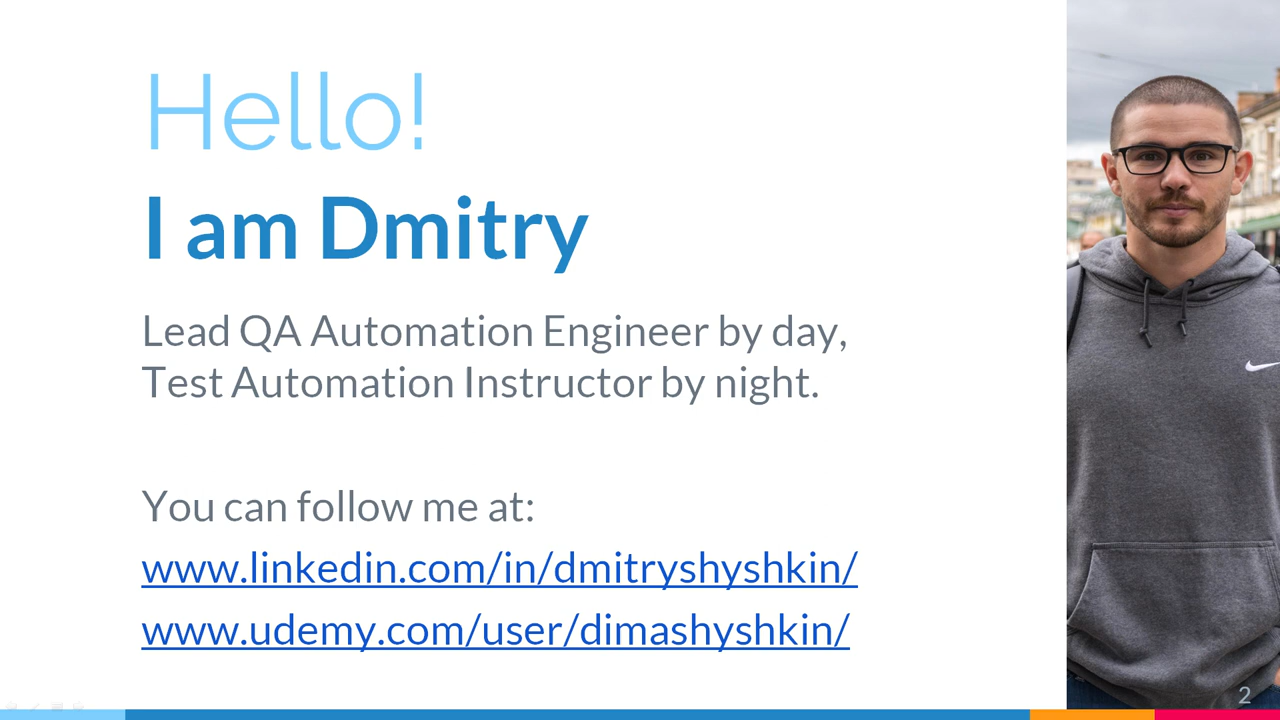 Hello!
I am Dmitry
Lead QA Automation Engineer by day,
Test Automation Instructor by night.
You can follow me at:
www.linkedin.com/in/dmitryshyshkin/
www.udemy.com/user/dimashyshkin/
2